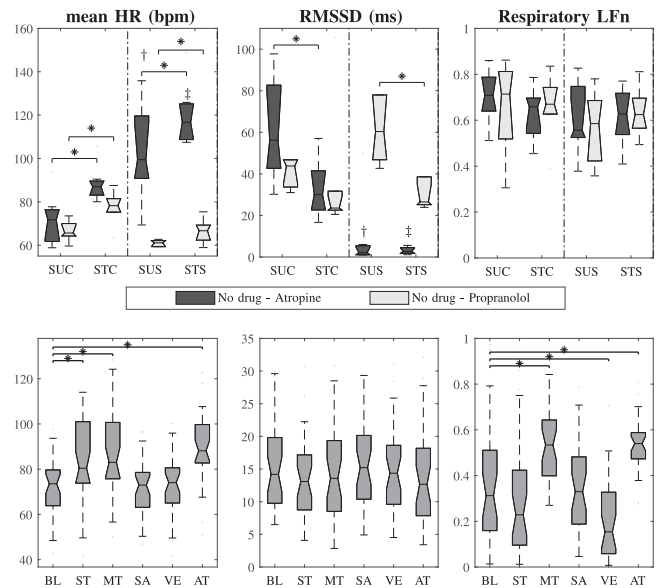 mean HR (bpm)
RMSSD (ms)
Respiratory LFn
160
140
120
100
80
60
* * * * † ‡
SUC STC SUS STS
100
80
60
40
20
0
* * † ‡
SUC STC SUS STS
1
0.8
0.6
0.4
0.2
0
SUC STC SUS STS
No drug - Atropine
No drug - Propranolol
120
100
80
60
40
* * *
BL ST MT SA VE AT
35
30
25
20
15
10
5
0
BL ST MT SA VE AT
1
0.8
0.6
0.4
0.2
0
* * *
BL ST MT SA VE AT